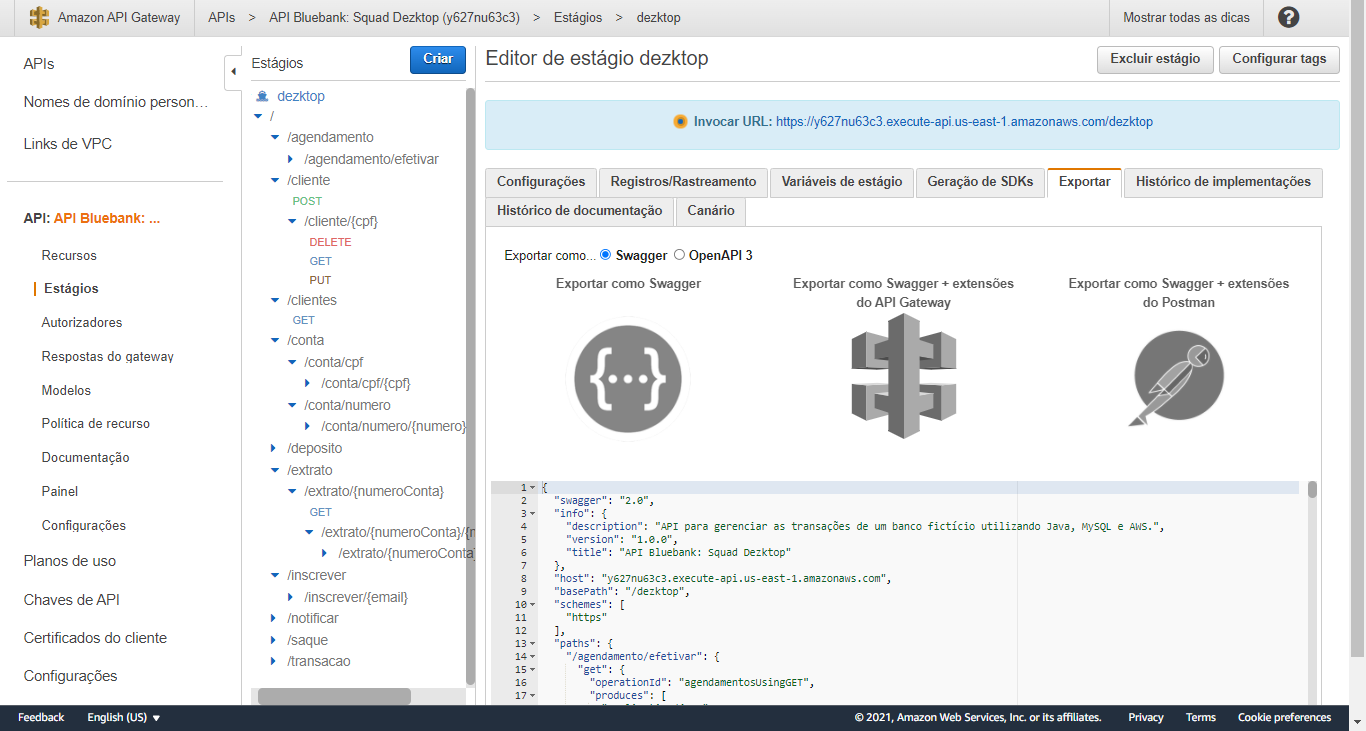 Amazon API Gateway
APIs > API Bluebank: Squad Dezktop (y627nu63c3) > Estágios > dezktop
Mostrar todas as dicas
?
APIs
Nomes de domínio person…
Links de VPC
API: API Bluebank: ...
Recursos
Estágios
Autorizadores
Respostas do gateway
Modelos
Política de recurso
Documentação
Painel
Configurações
Planos de uso
Chaves de API
Certificados do cliente
Configurações
Estágios
Criar
dezktop
/
/agendamento
/agendamento/efetivar
/cliente
POST
/cliente/{cpf}
DELETE
GET
PUT
/clientes
GET
/conta
/conta/cpf
/conta/cpf/{cpf}
/conta/numero
/conta/numero/{numero}
/deposito
/extrato
/extrato/{numeroConta}
GET
/extrato/{numeroConta}/{n
/extrato/{numeroConta
/inscrever
/inscrever/{email}
/notificar
/saque
/transacao
Editor de estágio dezktop
Excluir estágio
Configurar tags
Invocar URL: https://y627nu63c3.execute-api.us-east-1.amazonaws.com/dezktop
Configurações
Registros/Rastreamento
Variáveis de estágio
Geração de SDKs
Exportar
Histórico de implementações
Histórico de documentação
Canário
Exportar como... Swagger OpenAPI 3
Exportar como Swagger
Exportar como Swagger + extensões
do API Gateway
Exportar como Swagger + extensões
do Postman
1 {
2 "swagger": "2.0",
3 "info": {
4 "description": "API para gerenciar as transações de um banco fictício utilizando Java, MySQL e AWS.",
5 "version": "1.0.0",
6 "title": "API Bluebank: Squad Dezktop"
7 },
8 "host": "y627nu63c3.execute-api.us-east-1.amazonaws.com",
9 "basePath": "/dezktop",
10 "schemes": [
11 "https"
12 ],
13 "paths": {
14 "/agendamento/efetivar": {
15 "get": {
16 "operationId": "agendamentosUsingGET",
17 "produces": [
Feedback
English (US)
© 2021, Amazon Web Services, Inc. or its affiliates.
Privacy
Terms
Cookie preferences